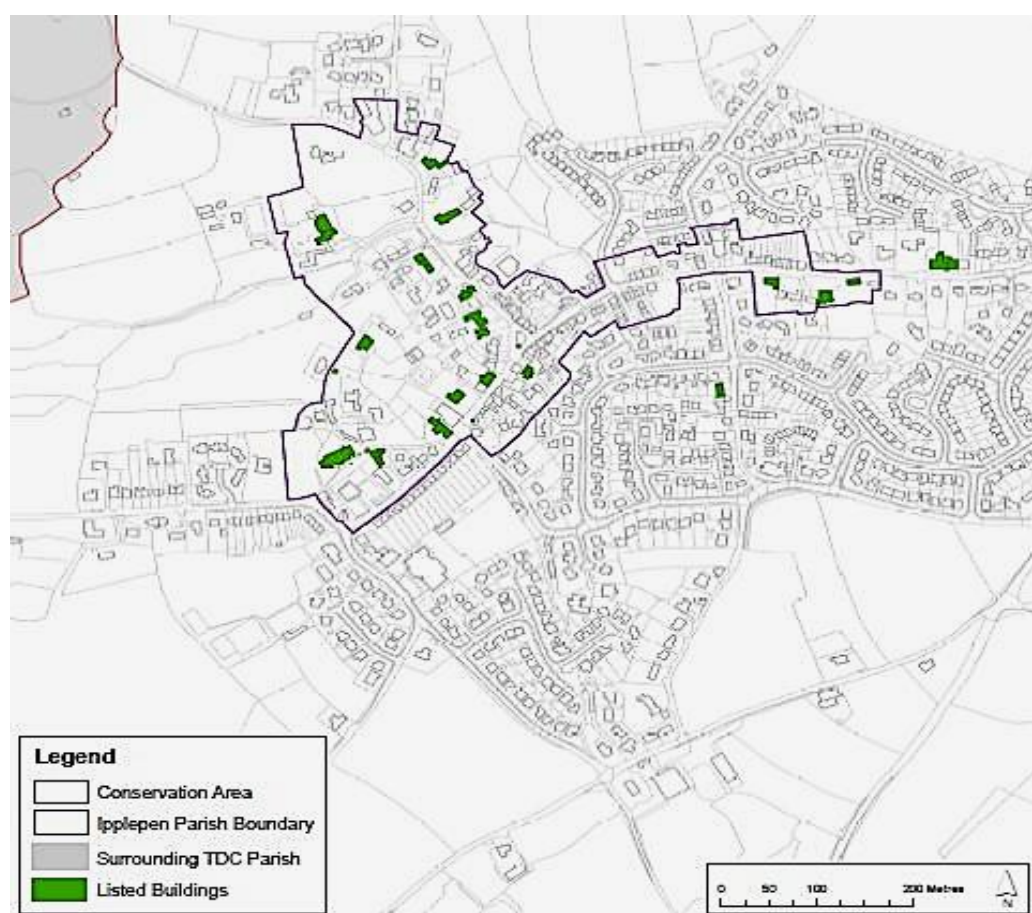 Legend
Conservation Area
Ipplepen Parish Boundary
Surrounding TDC Parish
Listed Buildings
0 50 100 200 Metres
N